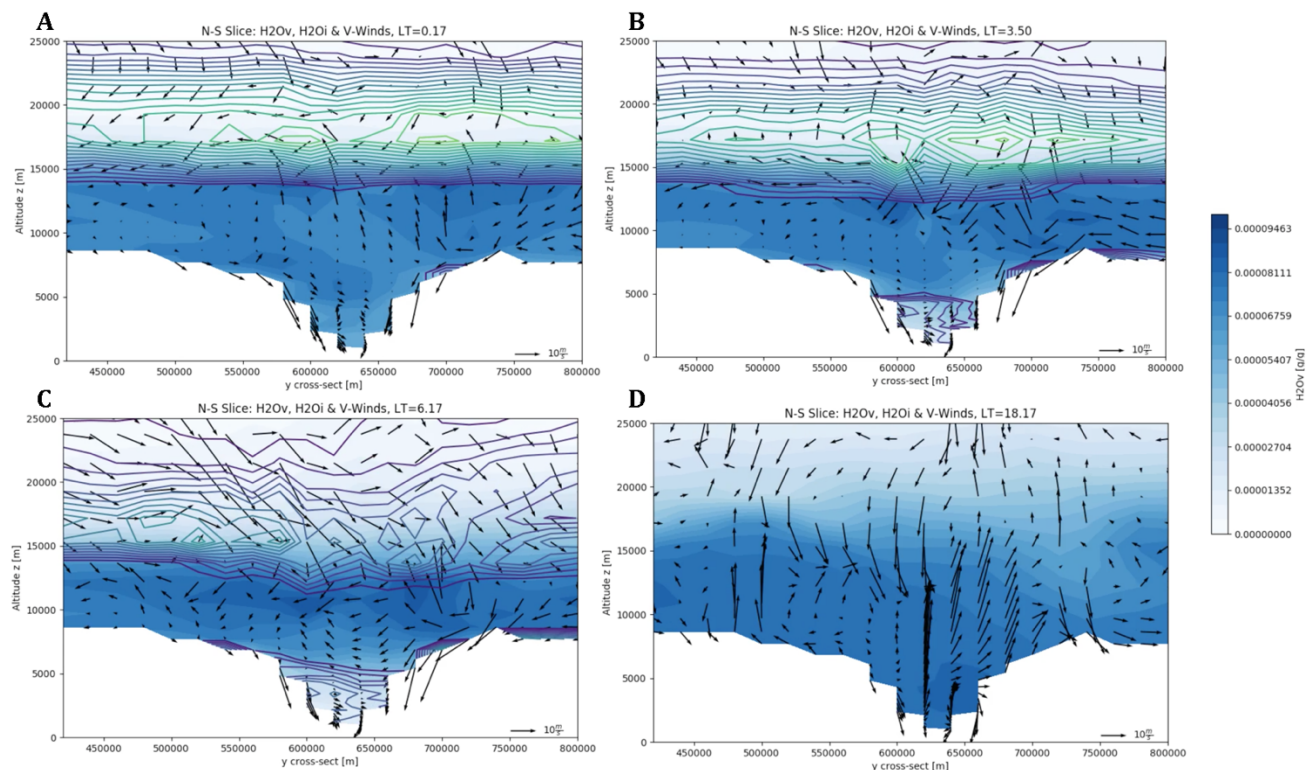 A
N-S Slice: H2Ov, H2Oi & V-Winds, LT=0.17
25000
20000
15000
10000
5000
0
Altitude z [m]
10 m/s
450000 500000 550000 600000 650000 700000 750000 800000
y cross-sect [m]
B
N-S Slice: H2Ov, H2Oi & V-Winds, LT=3.50
25000
20000
15000
10000
5000
0
Altitude z [m]
10 m/s
450000 500000 550000 600000 650000 700000 750000 800000
y cross-sect [m]
C
N-S Slice: H2Ov, H2Oi & V-Winds, LT=6.17
25000
20000
15000
10000
5000
0
Altitude z [m]
10 m/s
450000 500000 550000 600000 650000 700000 750000 800000
y cross-sect [m]
D
N-S Slice: H2Ov, H2Oi & V-Winds, LT=18.17
25000
20000
15000
10000
5000
0
Altitude z [m]
10 m/s
450000 500000 550000 600000 650000 700000 750000 800000
y cross-sect [m]
0.00009463
0.00008111
0.00006759
0.00005407
0.00004056
0.00002704
0.00001352
0.00000000
H2Ov [g/g]